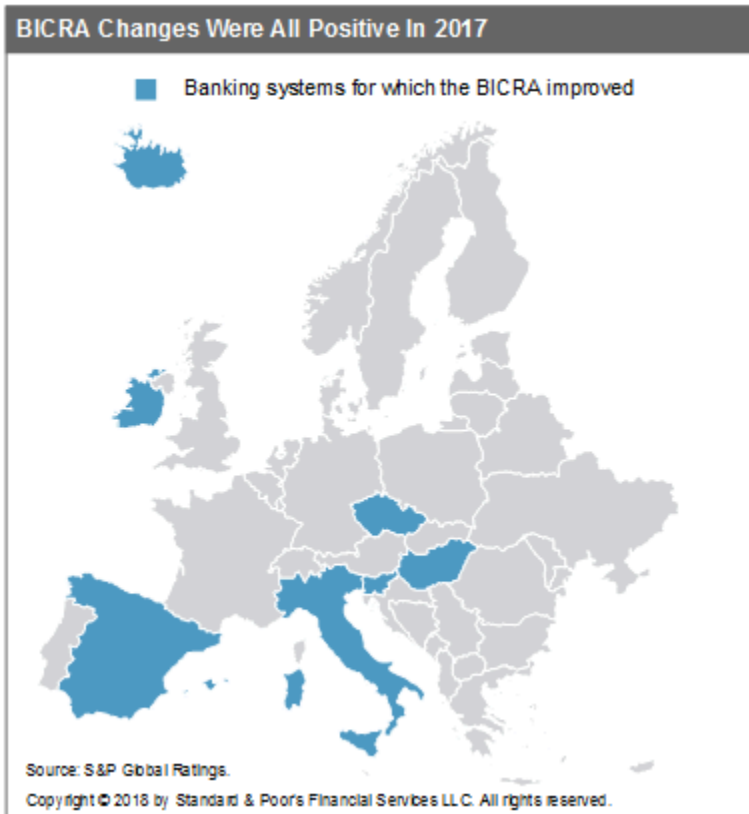 BICRA Changes Were All Positive In 2017
Banking systems for which the BICRA improved
Source: S&P Global Ratings.
Copyright © 2018 by Standard & Poor's Financial Services LLC. All rights reserved.